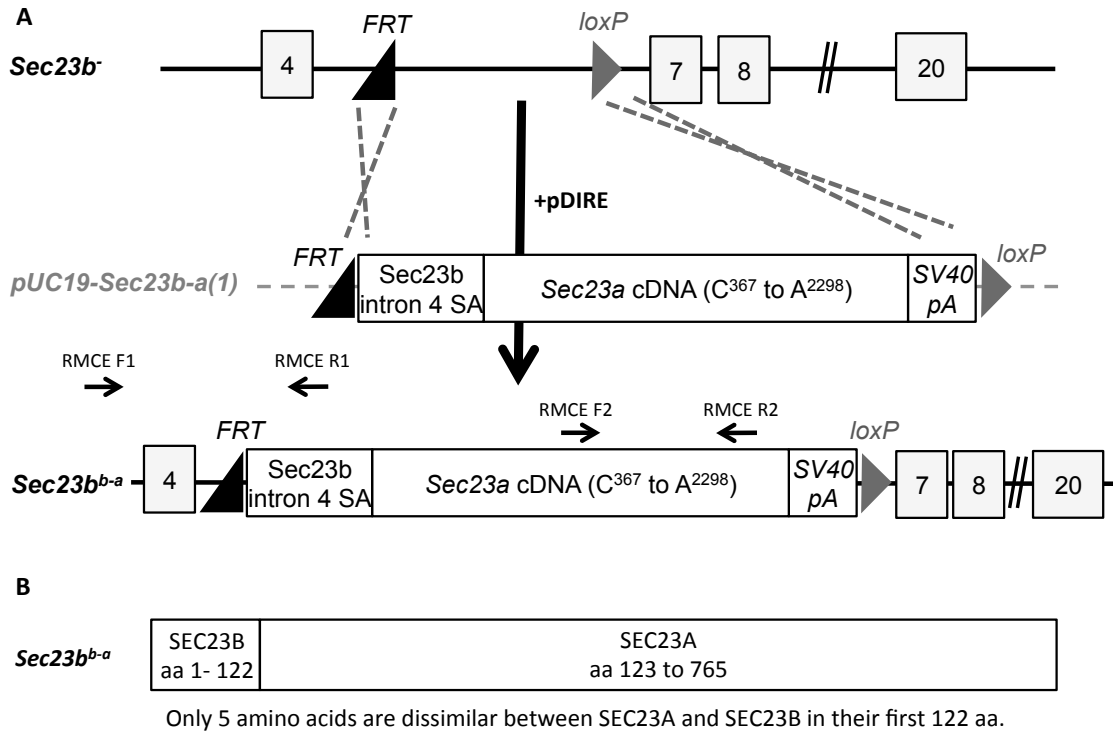 A
FRT
loxP
Sec23b-
4
7
8
20
+pDIRE
FRT
loxP
pUC19-Sec23b-a(1)
Sec23b
intron 4 SA
Sec23a cDNA (C367 to A2298)
SV40
pA
RMCE F1
RMCE R1
RMCE F2
RMCE R2
FRT
loxP
Sec23bb-a
4
Sec23b
intron 4 SA
Sec23a cDNA (C367 to A2298)
SV40
pA
7
8
20
B
Sec23bb-a
SEC23B
aa 1- 122
SEC23A
aa 123 to 765
Only 5 amino acids are dissimilar between SEC23A and SEC23B in their first 122 aa.